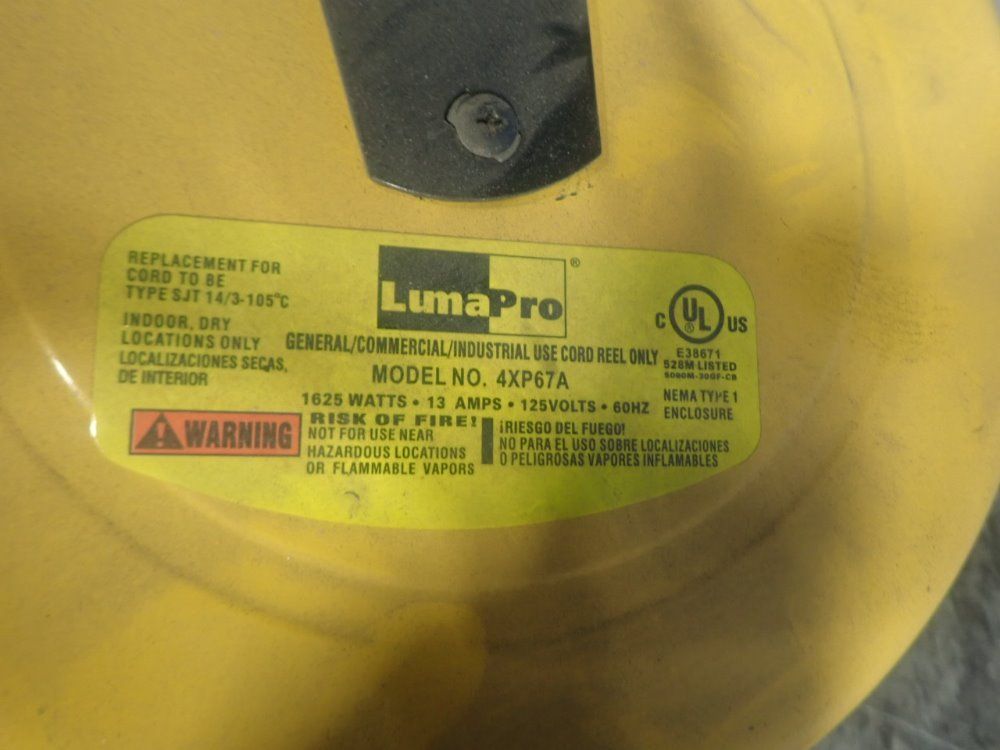 REPLACEMENT FOR
CORD TO BE
TYPE SJT 14/3-105°C
INDOOR, DRY
LOCATIONS ONLY
LOCALIZACIONES SECAS,
DE INTERIOR
LumaPro®
GENERAL/COMMERCIAL/INDUSTRIAL USE CORD REEL ONLY
MODEL NO. 4XP67A
1625 WATTS • 13 AMPS • 125VOLTS • 60HZ
C UL® US
E38671
528M LISTED
NEMA TYPE 1
ENCLOSURE
WARNING
RISK OF FIRE!
NOT FOR USE NEAR
HAZARDOUS LOCATIONS
OR FLAMMABLE VAPORS
¡RIESGO DEL FUEGO!
NO PARA EL USO SOBRE LOCALIZACIONES
O PELIGROSAS VAPORES INFLAMABLES